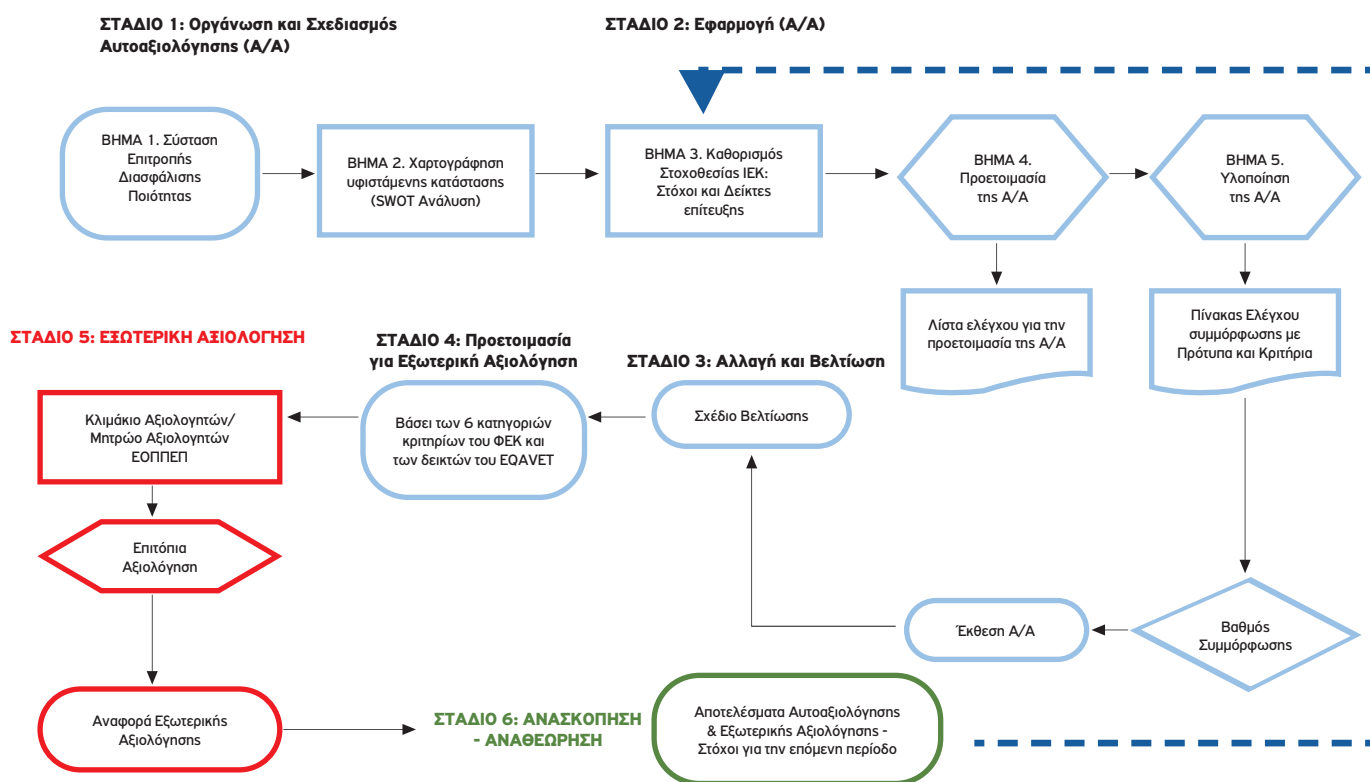 ΣΤΑΔΙΟ 1: Οργάνωση και Σχεδιασμός
Αυτοαξιολόγησης (Α/Α)
ΣΤΑΔΙΟ 2: Εφαρμογή (Α/Α)
ΒΗΜΑ 1. Σύσταση
Επιτροπής
Διασφάλισης
Ποιότητας
ΒΗΜΑ 2. Χαρτογράφηση
υφιστάμενης κατάστασης
(SWOT Ανάλυση)
ΒΗΜΑ 3. Καθορισμός
Στοχοθεσίας ΙΕΚ:
Στόχοι και Δείκτες
επίτευξης
ΒΗΜΑ 4.
Προετοιμασία
της Α/Α
ΒΗΜΑ 5.
Υλοποίηση
της Α/Α
Λίστα ελέγχου για την
προετοιμασία της Α/Α
Πίνακας Ελέγχου
συμμόρφωσης με
Πρότυπα και Κριτήρια
ΣΤΑΔΙΟ 5: ΕΞΩΤΕΡΙΚΗ ΑΞΙΟΛΟΓΗΣΗ
ΣΤΑΔΙΟ 4: Προετοιμασία
για Εξωτερική Αξιολόγηση
ΣΤΑΔΙΟ 3: Αλλαγή και Βελτίωση
Κλιμάκιο Αξιολογητών/
Μητρώο Αξιολογητών
ΕΟΠΠΕΠ
Βάσει των 6 κατηγοριών
κριτηρίων του ΦΕΚ και
των δεικτών του EQAVET
Σχέδιο Βελτίωσης
Επιτόπια
Αξιολόγηση
Έκθεση Α/Α
Βαθμός
Συμμόρφωσης
Αναφορά Εξωτερικής
Αξιολόγησης
ΣΤΑΔΙΟ 6: ΑΝΑΣΚΟΠΗΣΗ
- ΑΝΑΘΕΩΡΗΣΗ
Αποτελέσματα Αυτοαξιολόγησης
& Εξωτερικής Αξιολόγησης -
Στόχοι για την επόμενη περίοδο